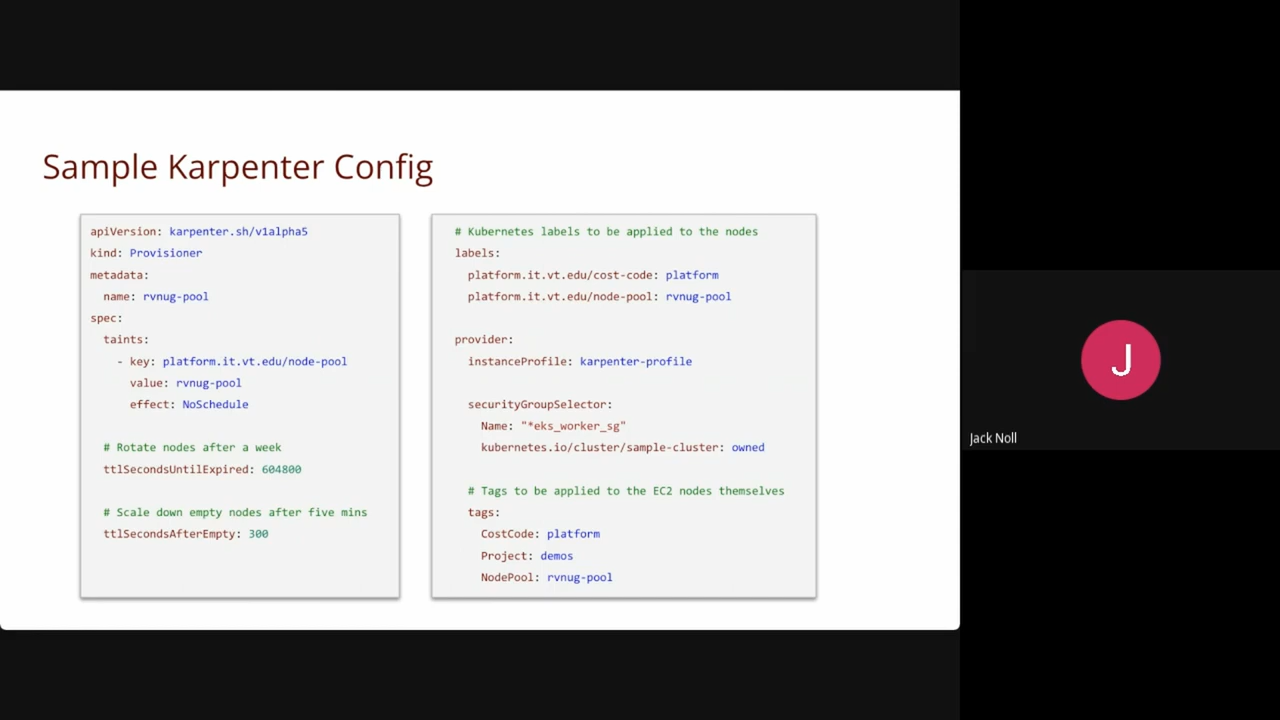 Sample Karpenter Config
apiVersion: karpenter.sh/v1alpha5
kind: Provisioner
metadata:
  name: rvnug-pool
spec:
  taints:
    - key: platform.it.vt.edu/node-pool
      value: rvnug-pool
      effect: NoSchedule
  # Rotate nodes after a week
  ttlSecondsUntilExpired: 604800
  # Scale down empty nodes after five mins
  ttlSecondsAfterEmpty: 300
# Kubernetes labels to be applied to the nodes
labels:
  platform.it.vt.edu/cost-code: platform
  platform.it.vt.edu/node-pool: rvnug-pool
provider:
  instanceProfile: karpenter-profile
  securityGroupSelector:
    Name: "*eks_worker_sg"
    kubernetes.io/cluster/sample-cluster: owned
  # Tags to be applied to the EC2 nodes themselves
  tags:
    CostCode: platform
    Project: demos
    NodePool: rvnug-pool
J
Jack Noll